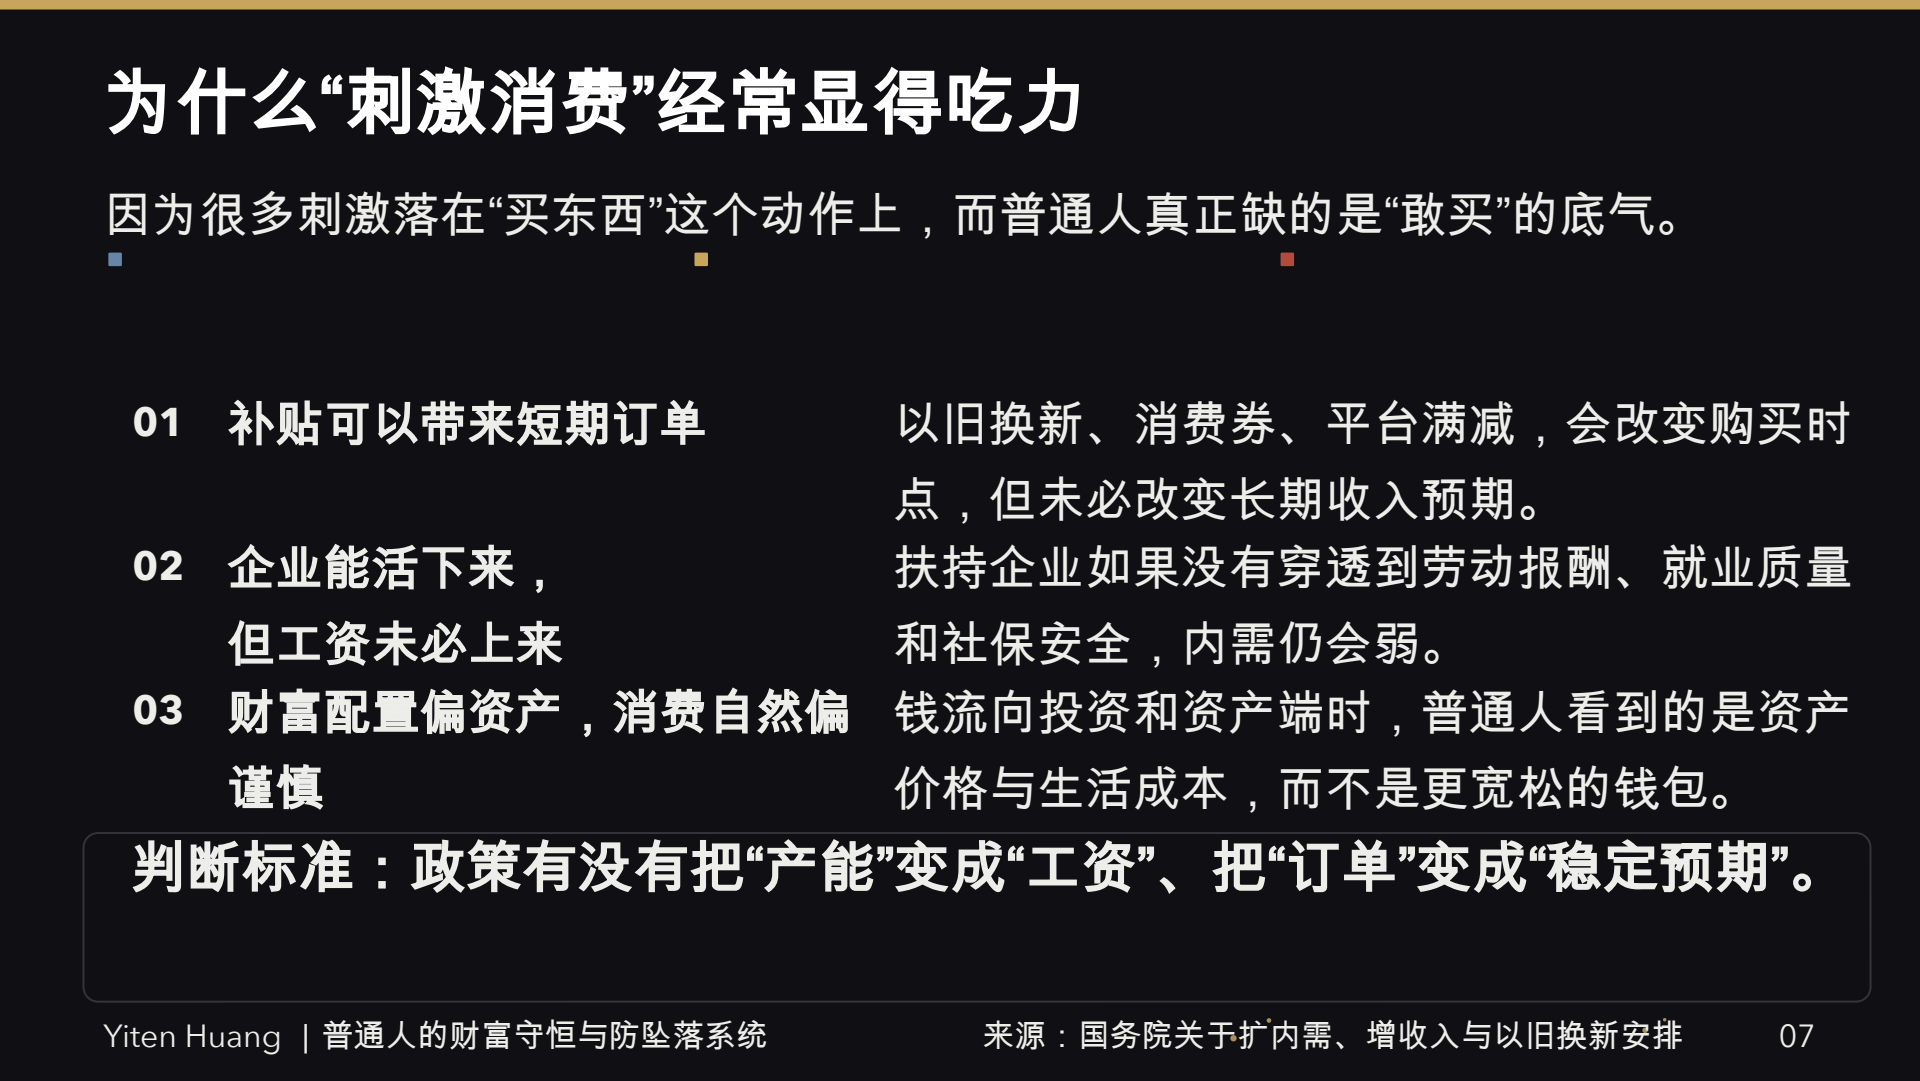 为什么“刺激消费”经常显得吃力
因为很多刺激落在“买东西”这个动作上，而普通人真正缺的是“敢买”的底气。
01 补贴可以带来短期订单 以旧换新、消费券、平台满减，会改变购买时
点，但未必改变长期收入预期。
02 企业能活下来， 扶持企业如果没有穿透到劳动报酬、就业质量
但工资未必上来 和社保安全，内需仍会弱。
03 财富配置偏资产，消费自然偏 钱流向投资和资产端时，普通人看到的是资产
谨慎 价格与生活成本，而不是更宽松的钱包。
判断标准：政策有没有把“产能”变成“工资”、把“订单”变成“稳定预期”。
Yiten Huang | 普通人的财富守恒与防坠落系统 来源：国务院关于扩内需、增收入与以旧换新安排 07